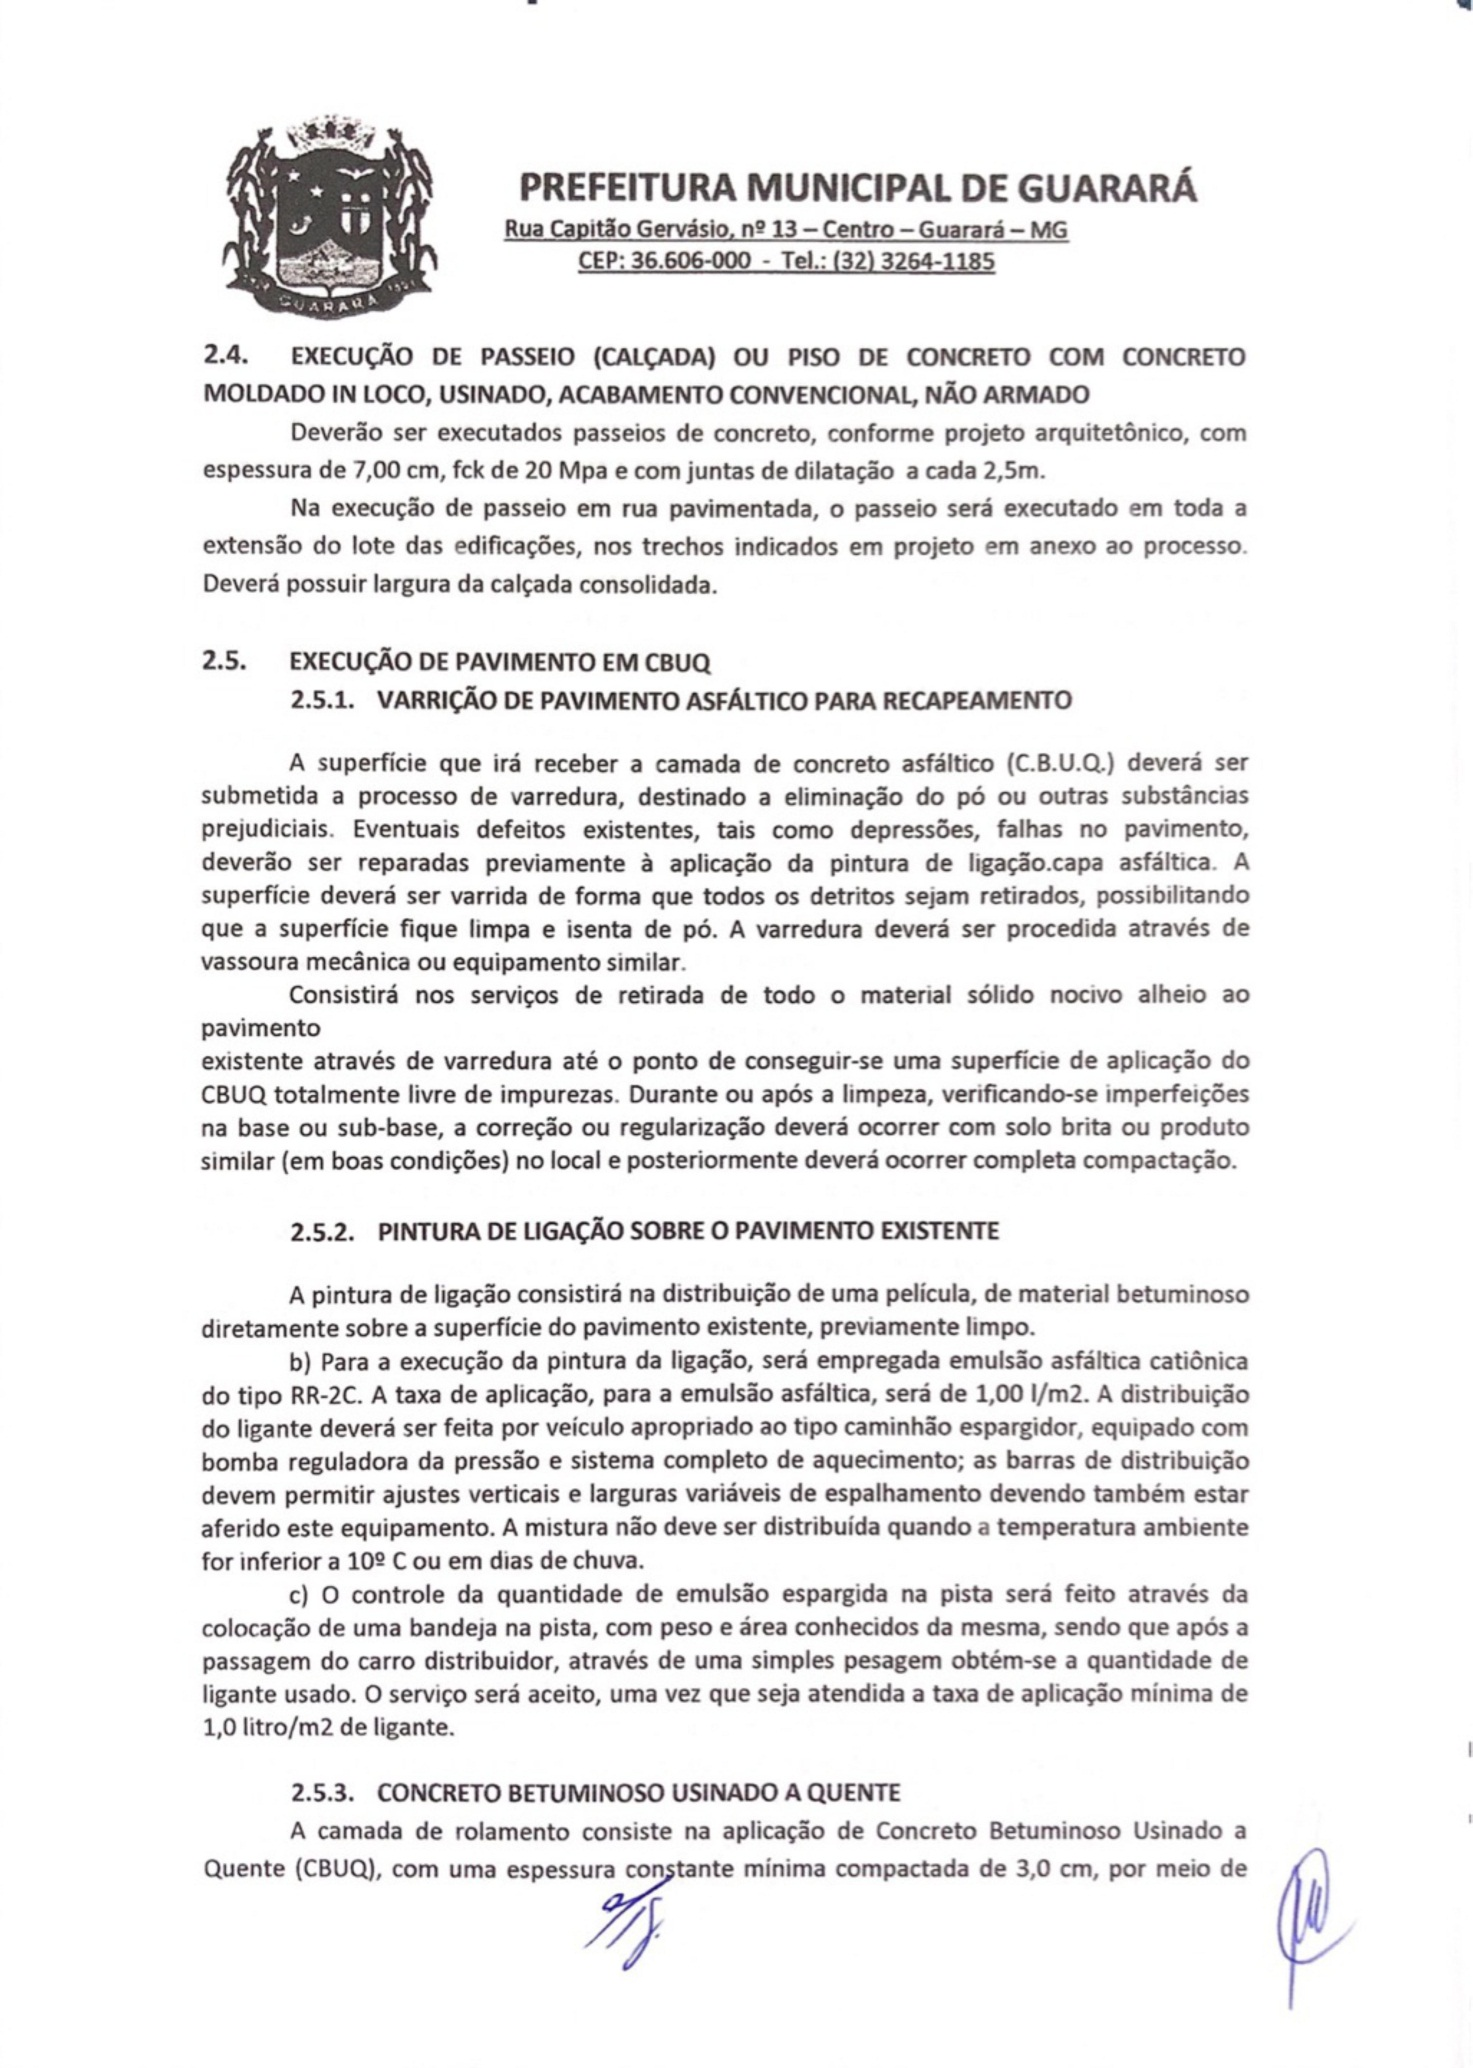 PREFEITURA MUNICIPAL DE GUARARÁ
Rua Capitão Gervásio, nº 13 – Centro – Guarará – MG
CEP: 36.606-000 - Tel.: (32) 3264-1185
GUARARÁ
2.4. EXECUÇÃO DE PASSEIO (CALÇADA) OU PISO DE CONCRETO COM CONCRETO
MOLDADO IN LOCO, USINADO, ACABAMENTO CONVENCIONAL, NÃO ARMADO
Deverão ser executados passeios de concreto, conforme projeto arquitetônico, com
espessura de 7,00 cm, fck de 20 Mpa e com juntas de dilatação a cada 2,5m.
Na execução de passeio em rua pavimentada, o passeio será executado em toda a
extensão do lote das edificações, nos trechos indicados em projeto em anexo ao processo.
Deverá possuir largura da calçada consolidada.
2.5. EXECUÇÃO DE PAVIMENTO EM CBUQ
2.5.1. VARRIÇÃO DE PAVIMENTO ASFÁLTICO PARA RECAPEAMENTO
A superfície que irá receber a camada de concreto asfáltico (C.B.U.Q.) deverá ser
submetida a processo de varredura, destinado a eliminação do pó ou outras substâncias
prejudiciais. Eventuais defeitos existentes, tais como depressões, falhas no pavimento,
deverão ser reparadas previamente à aplicação da pintura de ligação.capa asfáltica. A
superfície deverá ser varrida de forma que todos os detritos sejam retirados, possibilitando
que a superfície fique limpa e isenta de pó. A varredura deverá ser procedida através de
vassoura mecânica ou equipamento similar.
Consistirá nos serviços de retirada de todo o material sólido nocivo alheio ao
pavimento
existente através de varredura até o ponto de conseguir-se uma superfície de aplicação do
CBUQ totalmente livre de impurezas. Durante ou após a limpeza, verificando-se imperfeições
na base ou sub-base, a correção ou regularização deverá ocorrer com solo brita ou produto
similar (em boas condições) no local e posteriormente deverá ocorrer completa compactação.
2.5.2. PINTURA DE LIGAÇÃO SOBRE O PAVIMENTO EXISTENTE
A pintura de ligação consistirá na distribuição de uma película, de material betuminoso
diretamente sobre a superfície do pavimento existente, previamente limpo.
b) Para a execução da pintura da ligação, será empregada emulsão asfáltica catiônica
do tipo RR-2C. A taxa de aplicação, para a emulsão asfáltica, será de 1,00 l/m2. A distribuição
do ligante deverá ser feita por veículo apropriado ao tipo caminhão espargidor, equipado com
bomba reguladora da pressão e sistema completo de aquecimento; as barras de distribuição
devem permitir ajustes verticais e larguras variáveis de espalhamento devendo também estar
aferido este equipamento. A mistura não deve ser distribuída quando a temperatura ambiente
for inferior a 10º C ou em dias de chuva.
c) O controle da quantidade de emulsão espargida na pista será feito através da
colocação de uma bandeja na pista, com peso e área conhecidos da mesma, sendo que após a
passagem do carro distribuidor, através de uma simples pesagem obtém-se a quantidade de
ligante usado. O serviço será aceito, uma vez que seja atendida a taxa de aplicação mínima de
1,0 litro/m2 de ligante.
2.5.3. CONCRETO BETUMINOSO USINADO A QUENTE
A camada de rolamento consiste na aplicação de Concreto Betuminoso Usinado a
Quente (CBUQ), com uma espessura constante mínima compactada de 3,0 cm, por meio de